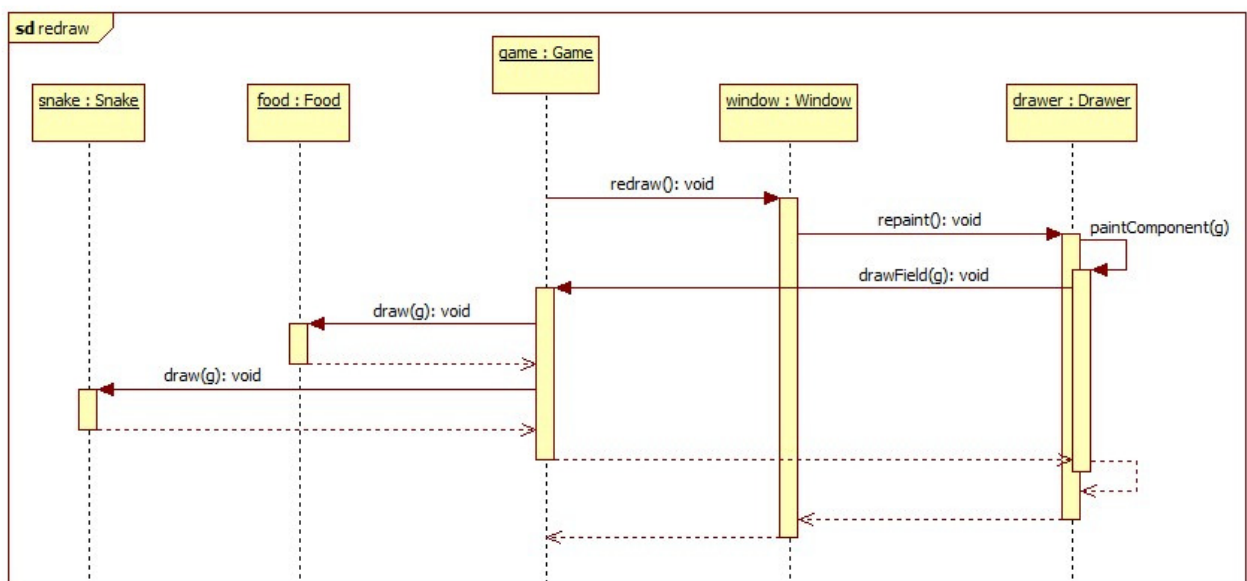 sd redraw
game : Game
snake : Snake
food : Food
window : Window
drawer : Drawer
redraw(): void
repaint(): void
paintComponent(g)
drawField(g): void
draw(g): void
draw(g): void